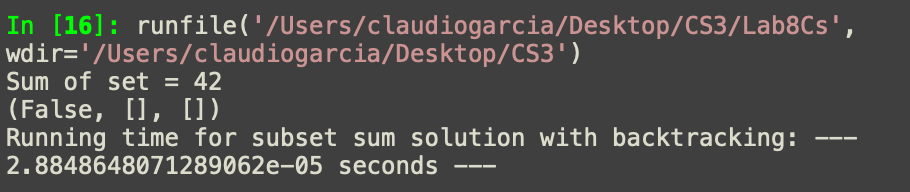 In [16]: runfile('/Users/claudiogarcia/Desktop/CS3/Lab8Cs',
wdir='/Users/claudiogarcia/Desktop/CS3')
Sum of set = 42
(False, [], [])
Running time for subset sum solution with backtracking: ---
2.8848648071289062e-05 seconds ---